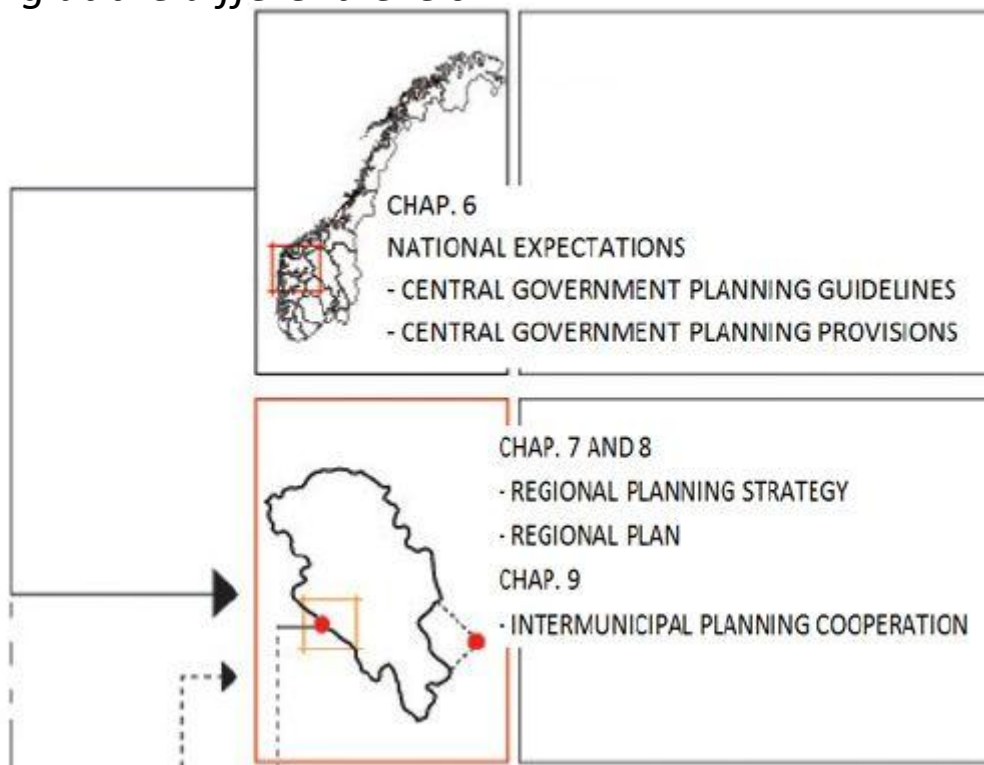 CHAP. 6
NATIONAL EXPECTATIONS
- CENTRAL GOVERNMENT PLANNING GUIDELINES
- CENTRAL GOVERNMENT PLANNING PROVISIONS
CHAP. 7 AND 8
- REGIONAL PLANNING STRATEGY
- REGIONAL PLAN
CHAP. 9
- INTERMUNICIPAL PLANNING COOPERATION